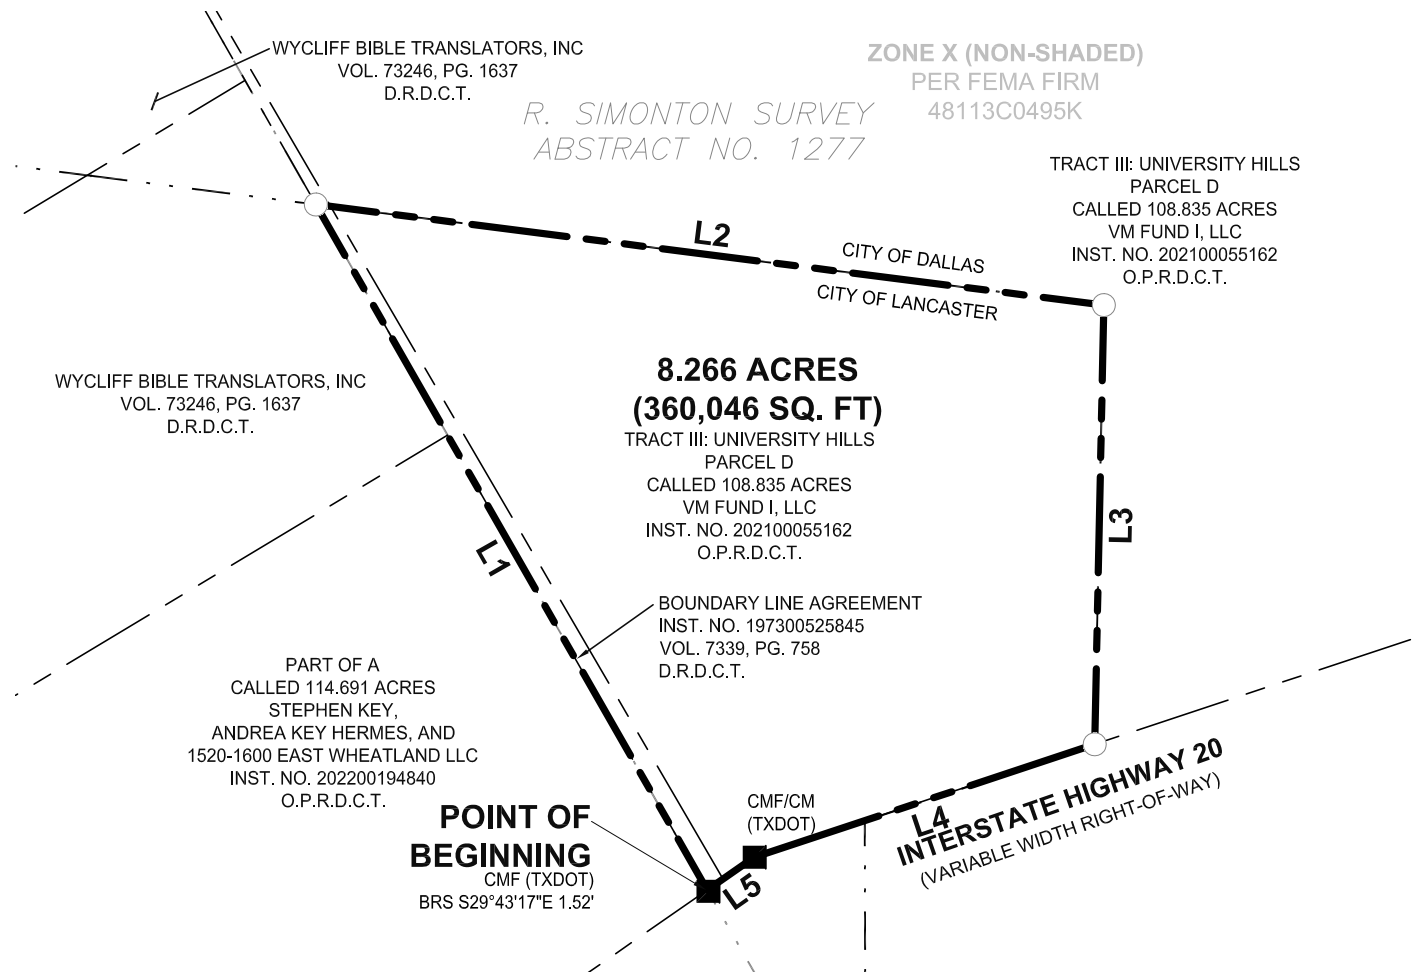 WYCLIFF BIBLE TRANSLATORS, INC
VOL. 73246, PG. 1637
D.R.D.C.T.
ZONE X (NON-SHADED)
PER FEMA FIRM
48113C0495K
R. SIMONTON SURVEY
ABSTRACT NO. 1277
TRACT III: UNIVERSITY HILLS
PARCEL D
CALLED 108.835 ACRES
VM FUND I, LLC
INST. NO. 202100055162
O.P.R.D.C.T.
L2
CITY OF DALLAS
CITY OF LANCASTER
WYCLIFF BIBLE TRANSLATORS, INC
VOL. 73246, PG. 1637
D.R.D.C.T.
8.266 ACRES
(360,046 SQ. FT)
TRACT III: UNIVERSITY HILLS
PARCEL D
CALLED 108.835 ACRES
VM FUND I, LLC
INST. NO. 202100055162
O.P.R.D.C.T.
L3
L1
BOUNDARY LINE AGREEMENT
INST. NO. 197300525845
VOL. 7339, PG. 758
D.R.D.C.T.
PART OF A
CALLED 114.691 ACRES
STEPHEN KEY,
ANDREA KEY HERMES, AND
1520-1600 EAST WHEATLAND LLC
INST. NO. 202200194840
O.P.R.D.C.T.
POINT OF
BEGINNING
CMF (TXDOT)
BRS S29°43'17"E 1.52'
CMF/CM
(TXDOT)
L4
L5
INTERSTATE HIGHWAY 20
(VARIABLE WIDTH RIGHT-OF-WAY)